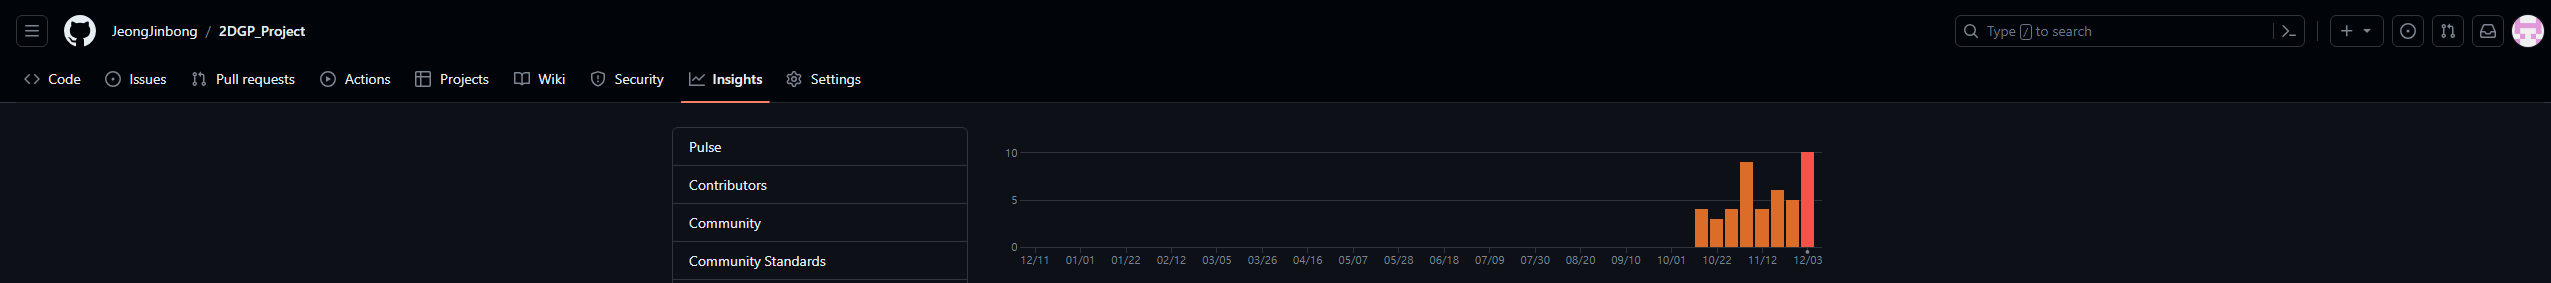 JeongJinbong / 2DGP_Project
Type / to search
Code Issues Pull requests Actions Projects Wiki Security Insights Settings
Pulse
Contributors
Community
Community Standards
10
5
0
12/11 01/01 01/22 02/12 03/05 03/26 04/16 05/07 05/28 06/18 07/09 07/30 08/20 09/10 10/01 10/22 11/12 12/03